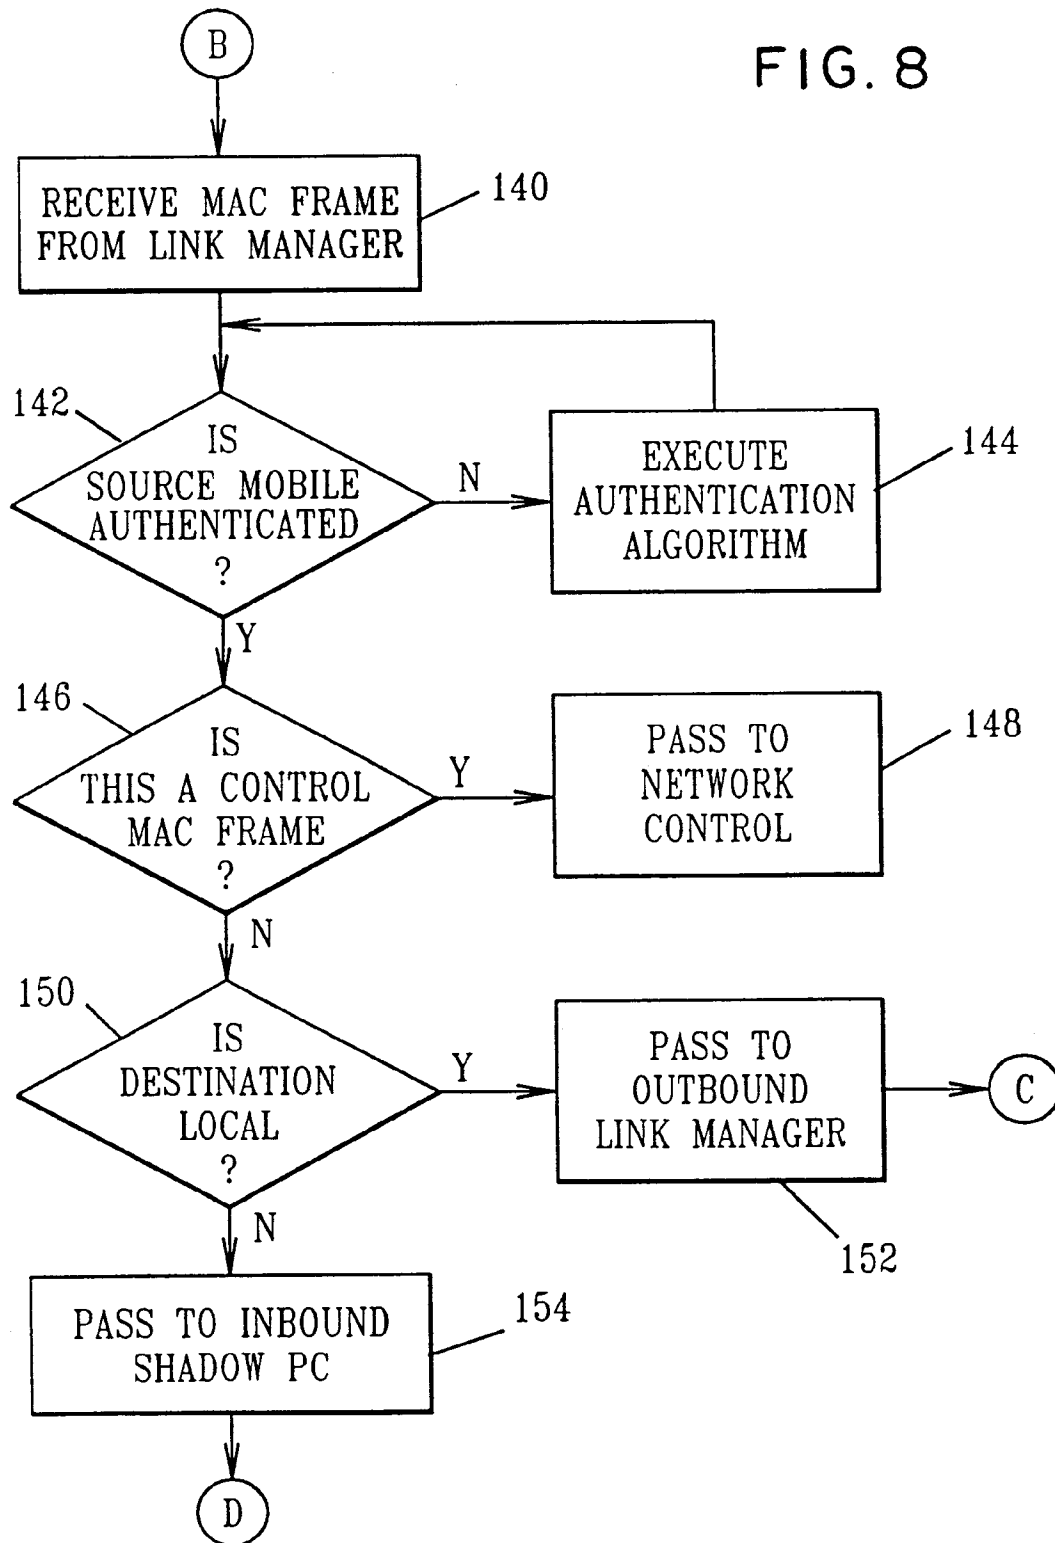 B
FIG. 8
RECEIVE MAC FRAME
FROM LINK MANAGER
140
142
IS
SOURCE MOBILE
AUTHENTICATED
?
N
EXECUTE
AUTHENTICATION
ALGORITHM
144
Y
146
IS
THIS A CONTROL
MAC FRAME
?
Y
PASS TO
NETWORK
CONTROL
148
N
150
IS
DESTINATION
LOCAL
?
Y
PASS TO
OUTBOUND
LINK MANAGER
C
152
N
PASS TO INBOUND
SHADOW PC
154
D